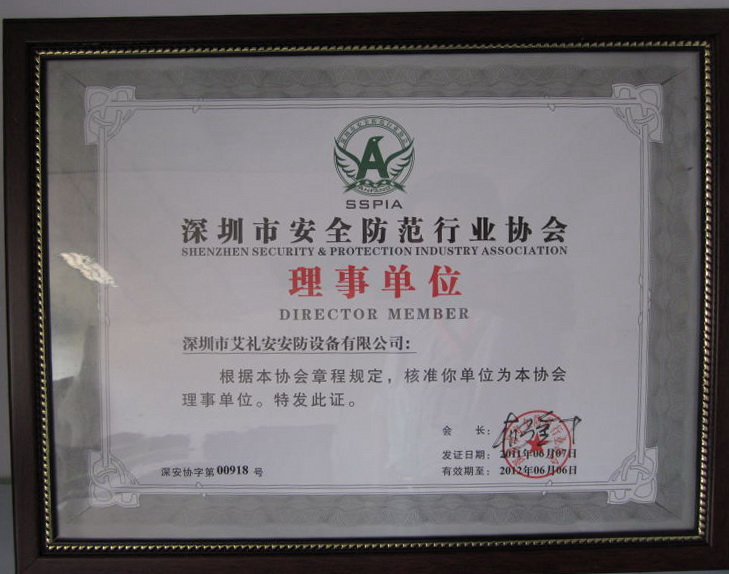 ANFANG
SSPIA
深圳市安全防范行业协会
SHENZHEN SECURITY & PROTECTION INDUSTRY ASSOCIATION
理事单位
DIRECTOR MEMBER
深圳市艾礼安安防设备有限公司：
根据本协会章程规定，核准你单位为本协会
理事单位。特发此证。
会 长：
发证日期： 2011年06月07日
深安协字第 00918 号
有效期至： 2012年06月06日